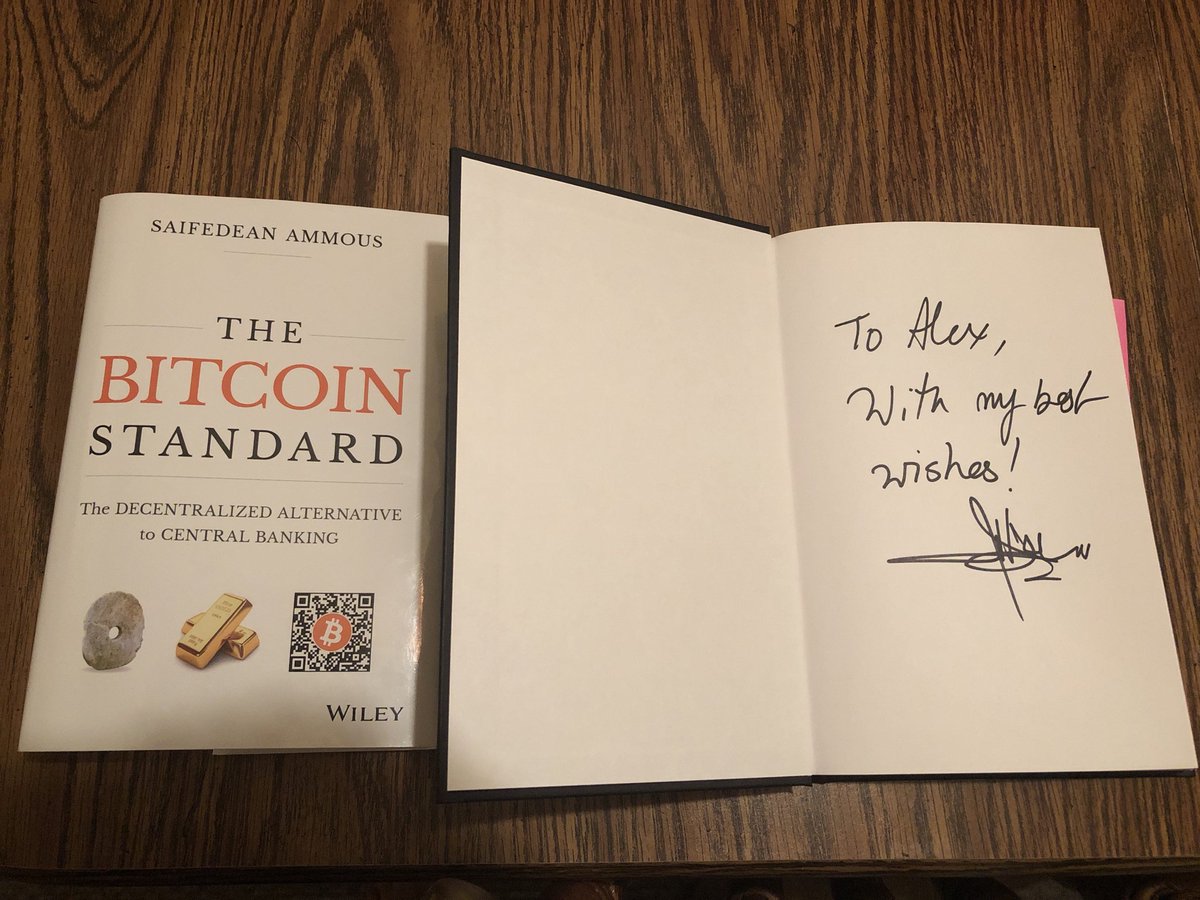 SAIFEDEAN AMMOUS
THE
BITCOIN
STANDARD
The DECENTRALIZED ALTERNATIVE
to CENTRAL BANKING
WILEY
To Alex,
With my best
wishes!